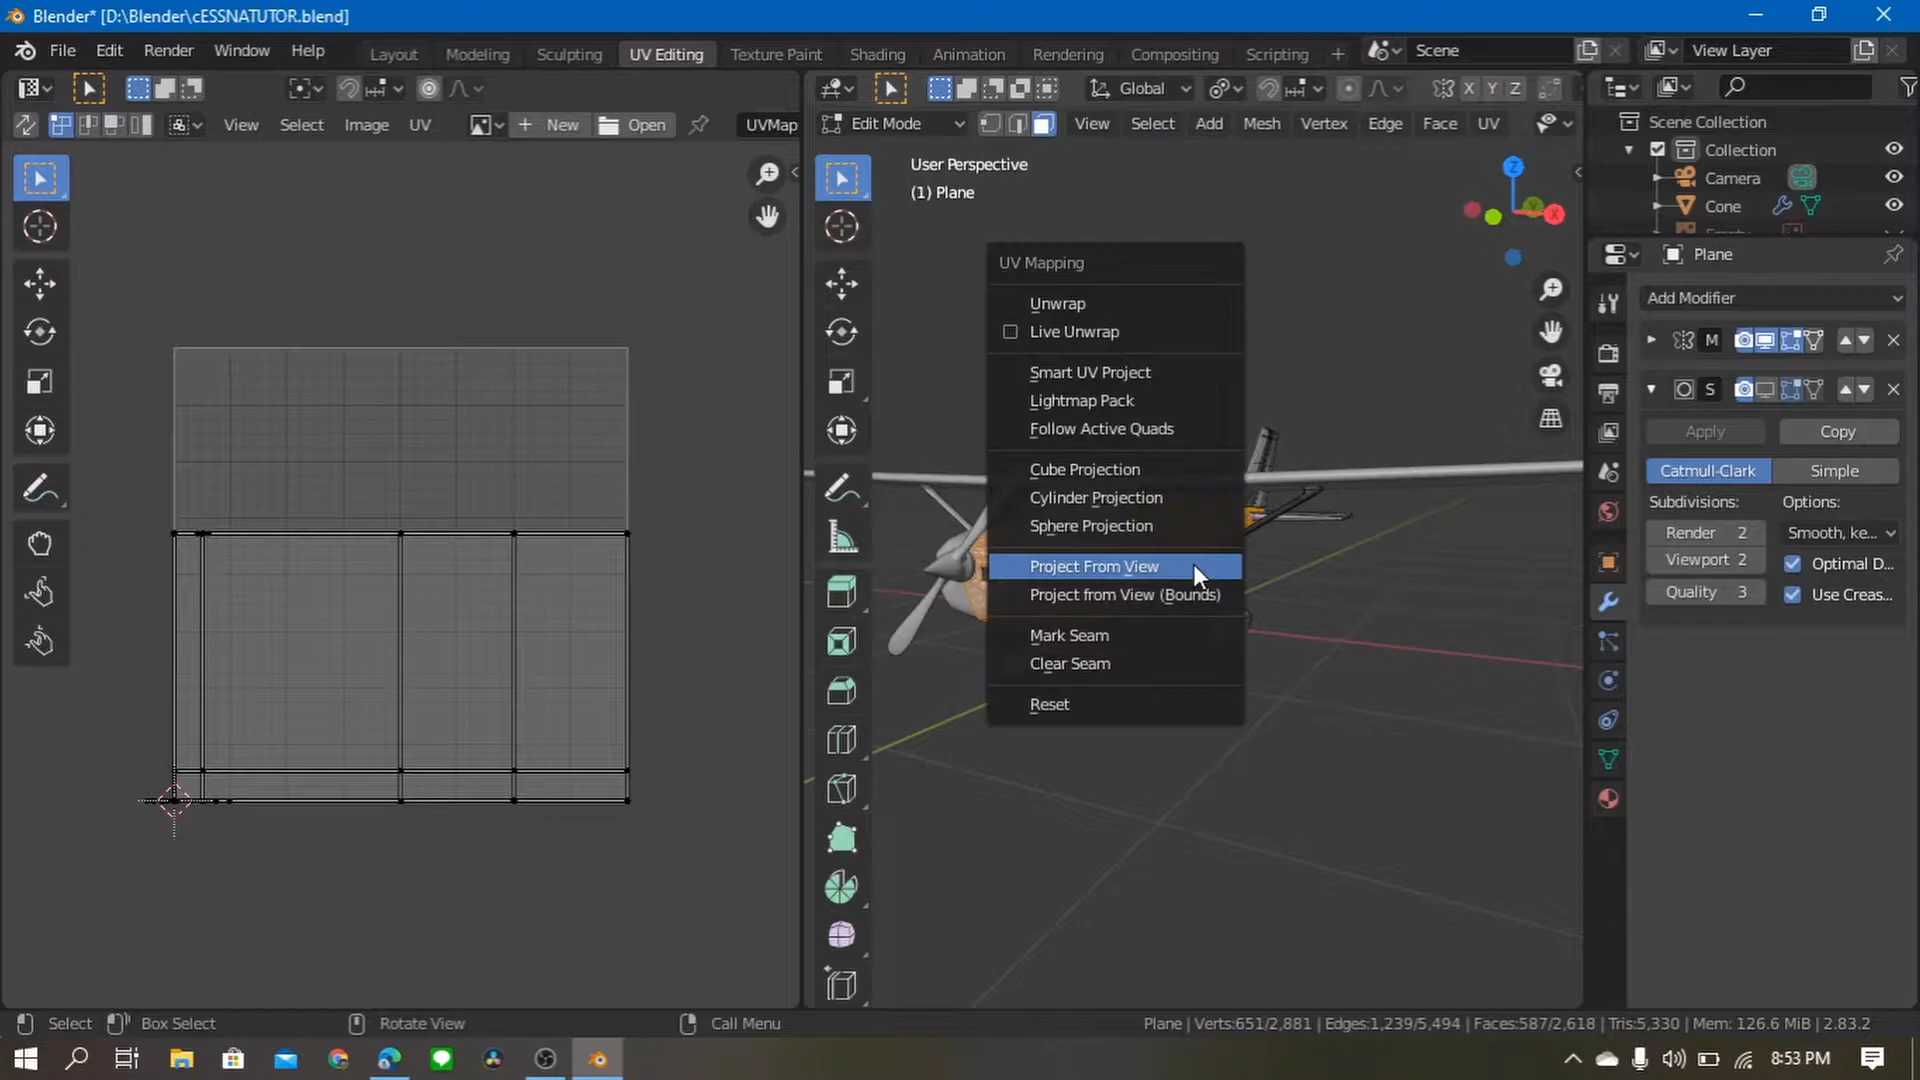 Blender* [D:\Blender\cESSNATUTOR.blend]
File Edit Render Window Help
Layout Modeling Sculpting UV Editing Texture Paint Shading Animation Rendering Compositing Scripting +
Scene
View Layer
View Select Image UV
+ New Open
UVMap
Global
X Y Z
Edit Mode
View Select Add Mesh Vertex Edge Face UV
User Perspective
(1) Plane
Z
X
UV Mapping
Unwrap
Live Unwrap
Smart UV Project
Lightmap Pack
Follow Active Quads
Cube Projection
Cylinder Projection
Sphere Projection
Project From View
Project from View (Bounds)
Mark Seam
Clear Seam
Reset
Scene Collection
Collection
Camera
Cone
Plane
Add Modifier
M
S
Apply Copy
Catmull-Clark Simple
Subdivisions: Options:
Render 2 Smooth, ke...
Viewport 2 Optimal D...
Quality 3 Use Creas...
Select Box Select Rotate View Call Menu
Plane | Verts:651/2,881 | Edges:1,239/5,494 | Faces:587/2,618 | Tris:5,330 | Mem: 126.6 MiB | 2.83.2
8:53 PM